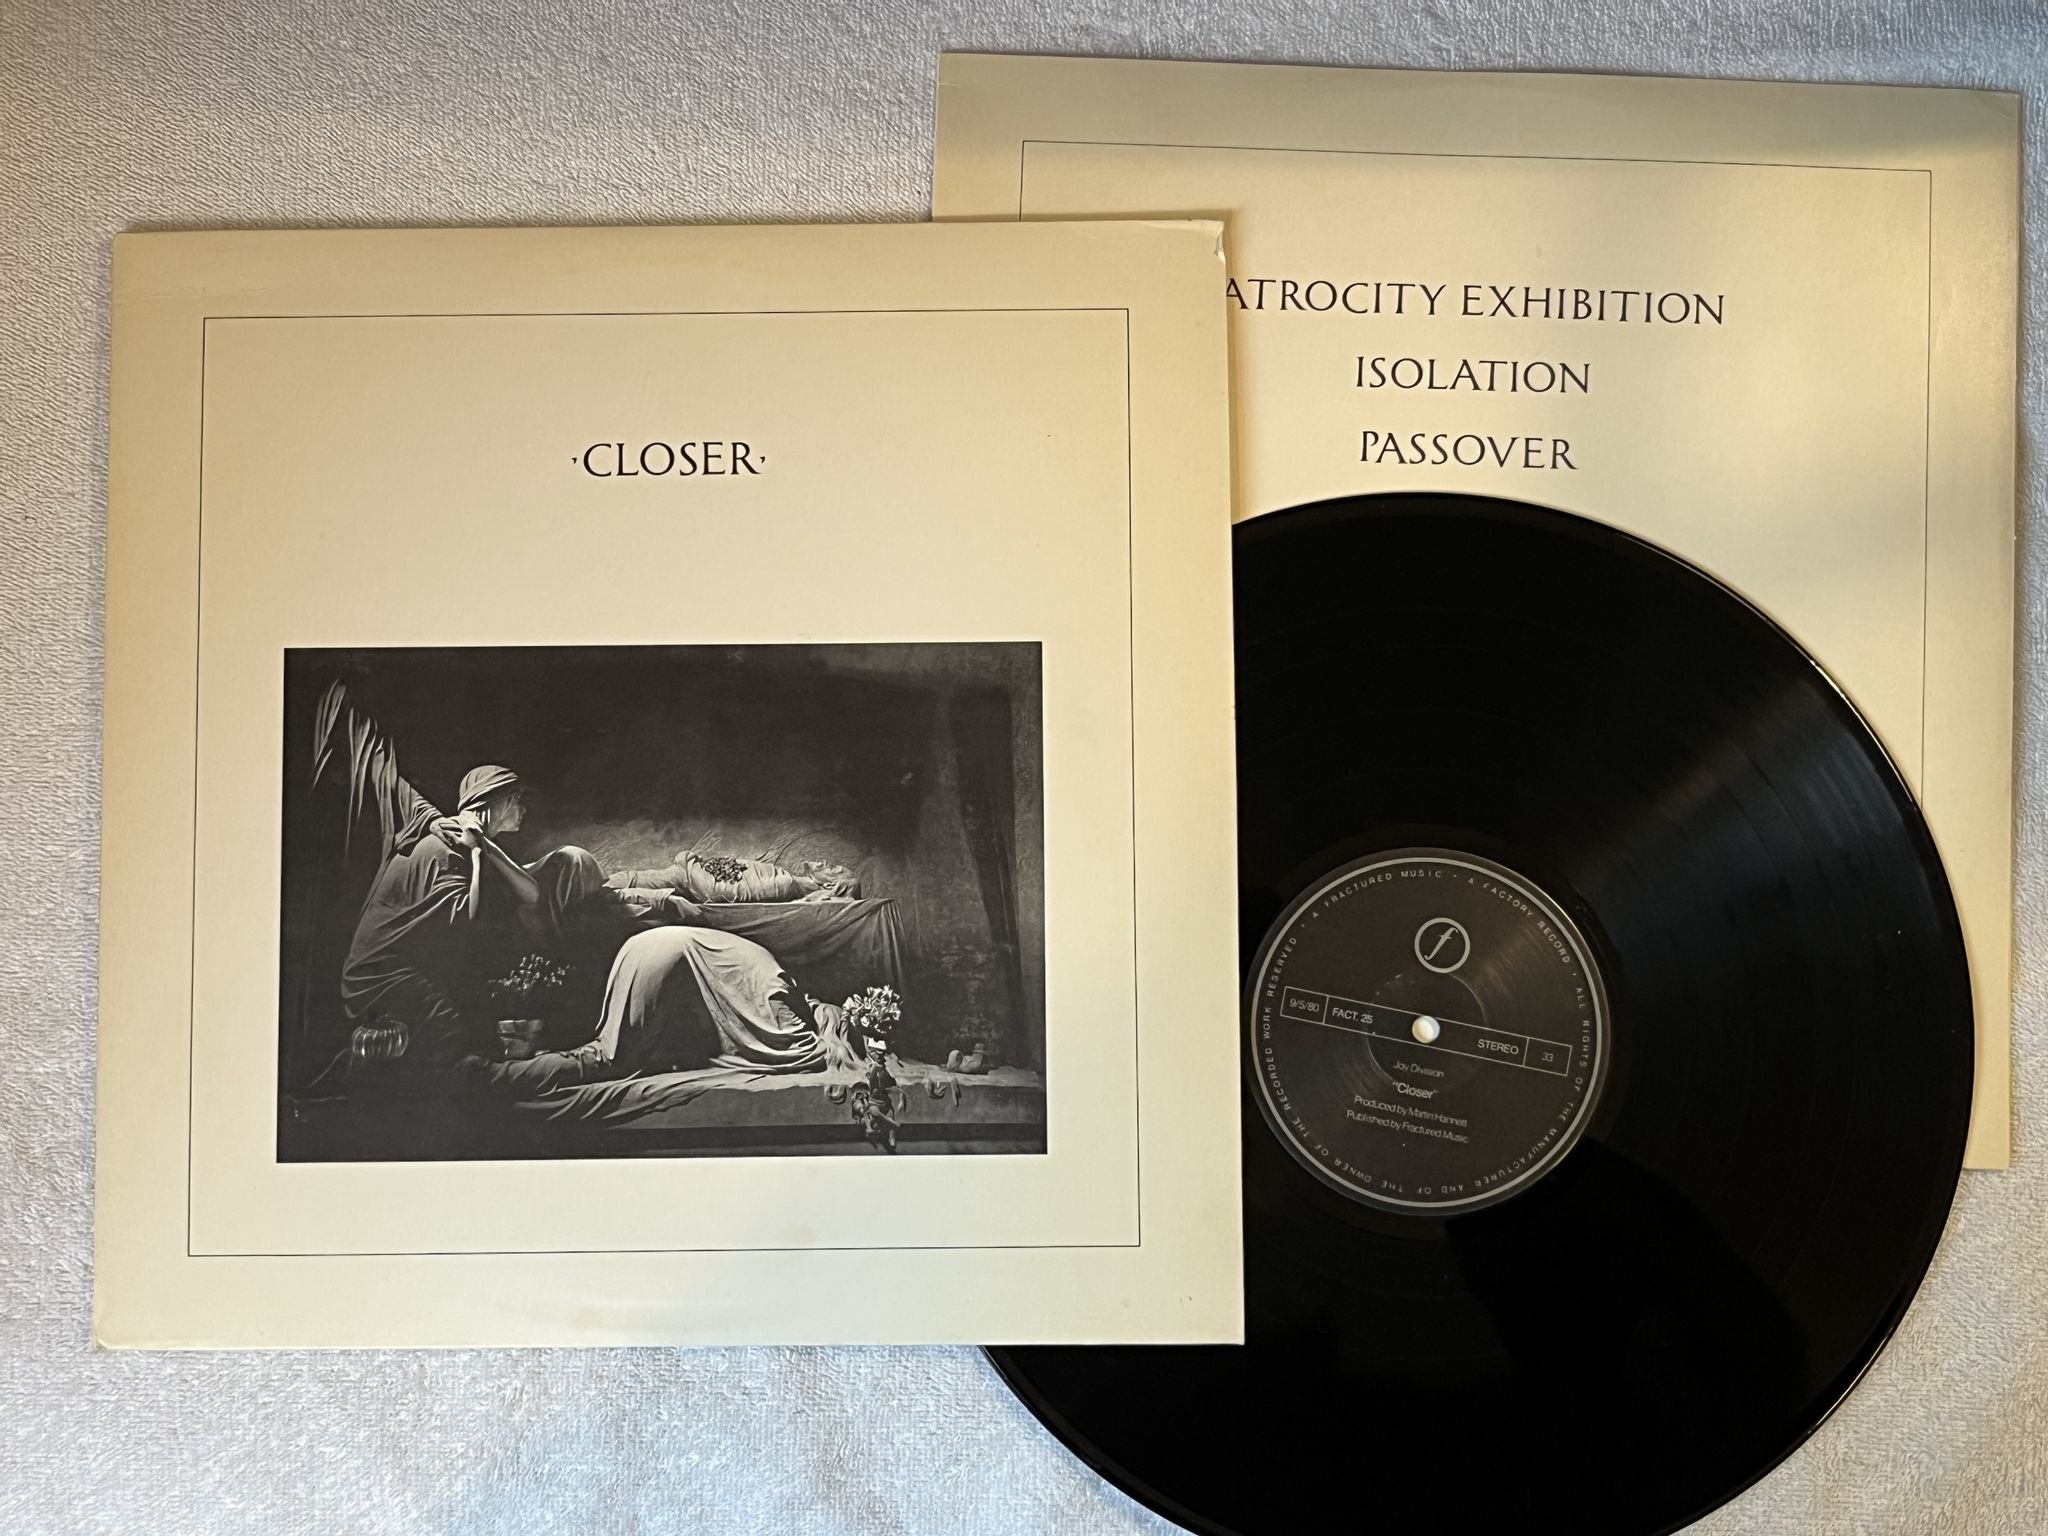 ·CLOSER·
ATROCITY EXHIBITION
ISOLATION
PASSOVER
A FRACTURED MUSIC · A FACTORY RECORD · ALL RIGHTS OF THE MANUFACTURER AND OF THE OWNER OF THE RECORDED WORK RESERVED ·
f
9/5/80 FACT. 25 STEREO 33
Joy Division
"Closer"
Produced by Martin Hannett
Published by Fractured Music